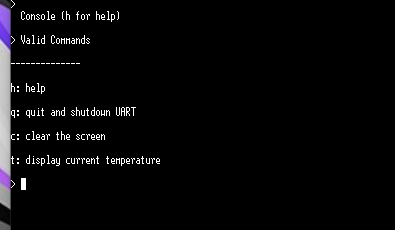 >
Console (h for help)
> Valid Commands
--------------
h: help
q: quit and shutdown UART
c: clear the screen
t: display current temperature
>